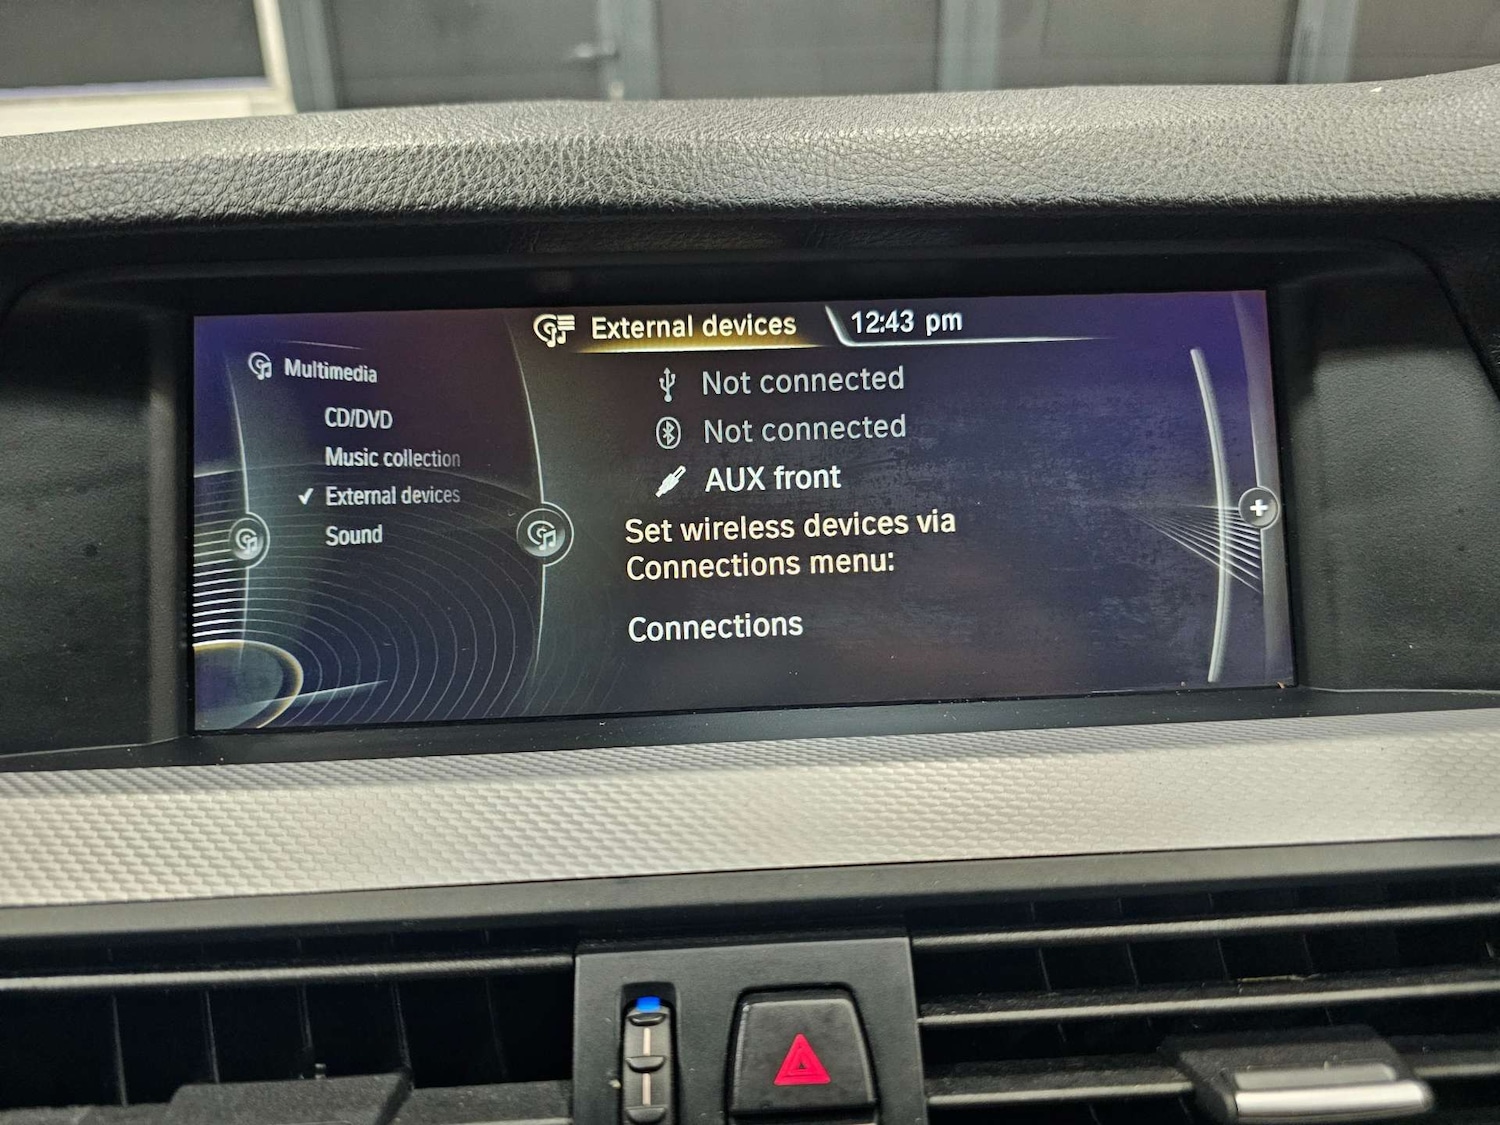 External devices
12:43 pm
Multimedia
CD/DVD
Music collection
External devices
Sound
Not connected
Not connected
AUX front
Set wireless devices via
Connections menu:
Connections